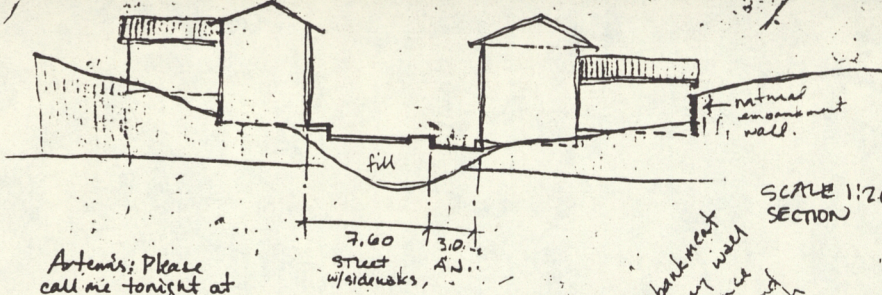 natural
embankment
wall.
fill
SCALE 1:2
SECTION
7.60
3.0
STREET
w/sidewalks,
Artemis: Please
call me tonight at
bankment
wall